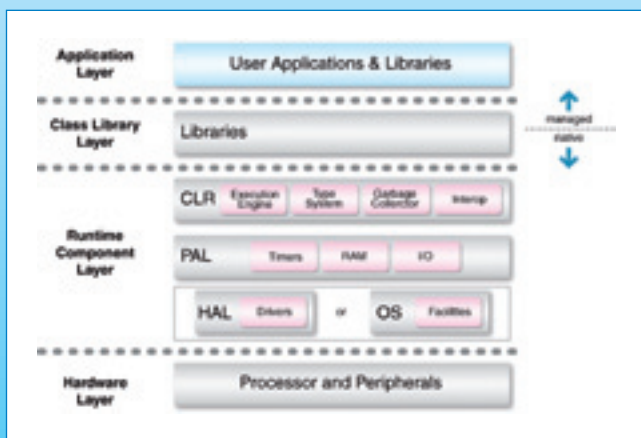 Application
Layer
User Applications & Libraries
Class Library
Layer
Libraries
managed
native
Runtime
Component
Layer
CLR
Execution
Engine
Type
System
Garbage
Collector
Interop
PAL
Timers
RAM
I/O
HAL
Drivers
or
OS
Facilities
Hardware
Layer
Processor and Peripherals